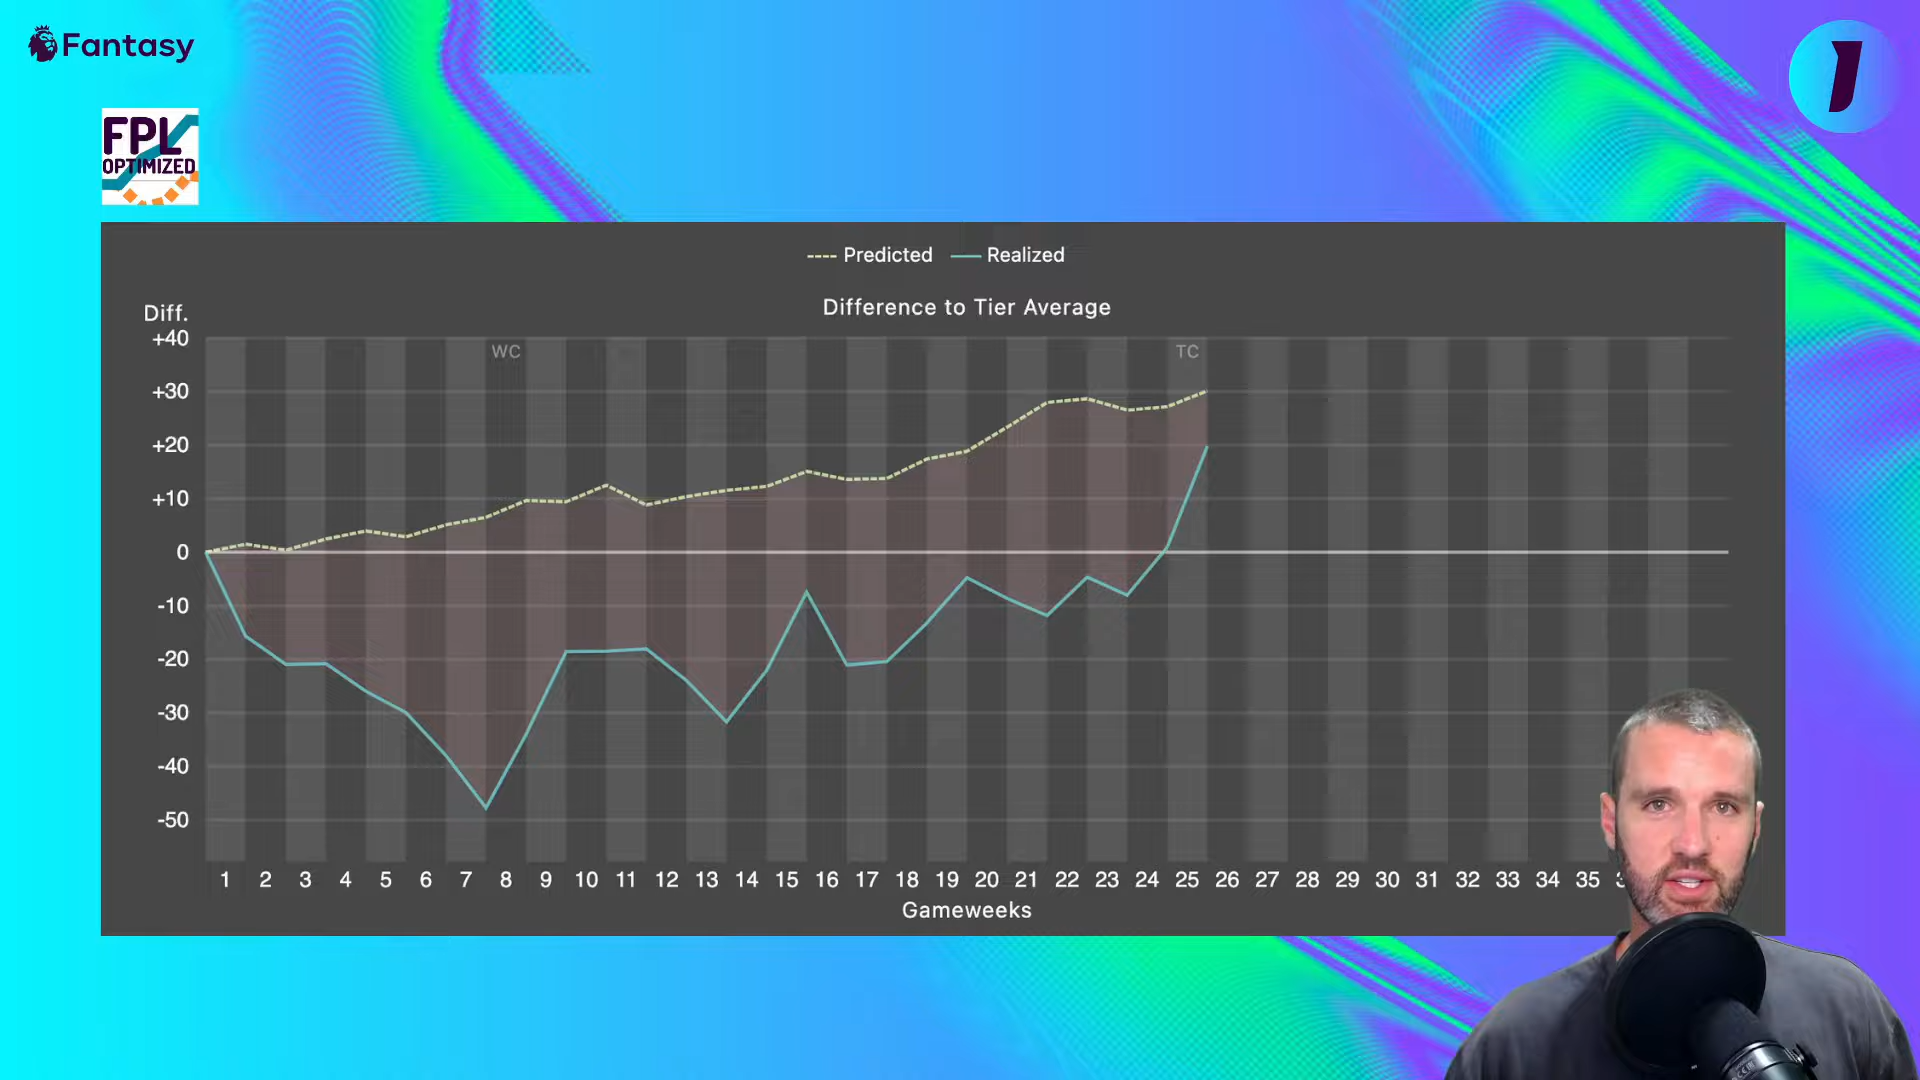 Fantasy
J
FPL
OPTIMIZED
Predicted Realized
Difference to Tier Average
Diff.
+40
+30
+20
+10
0
-10
-20
-30
-40
-50
WC TC
1 2 3 4 5 6 7 8 9 10 11 12 13 14 15 16 17 18 19 20 21 22 23 24 25 26 27 28 29 30 31 32 33 34 35
Gameweeks